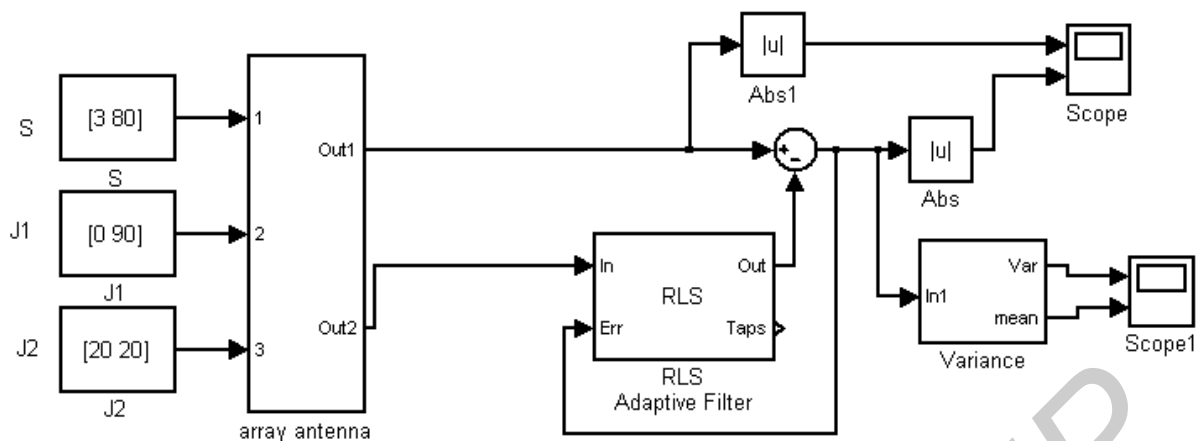 S
[3 80]
S
J1
[0 90]
J1
J2
[20 20]
J2
1
2
3
Out1
Out2
array antenna
|u|
Abs1
Scope
+
-
|u|
Abs
In
Err
RLS
Out
Taps
RLS
Adaptive Filter
In1
Var
mean
Variance
Scope1